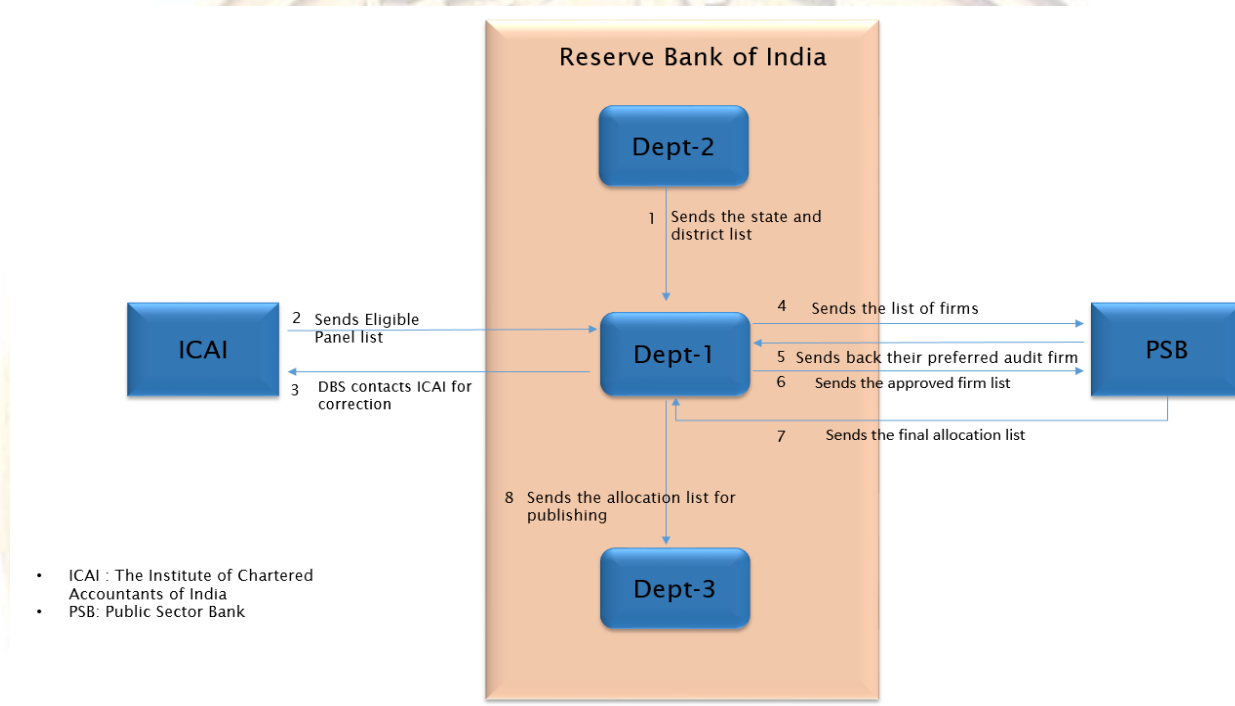 Reserve Bank of India
Dept-2
1 Sends the state and
district list
ICAI
2 Sends Eligible
Panel list
3 DBS contacts ICAI for
correction
Dept-1
4 Sends the list of firms
5 Sends back their preferred audit firm
6 Sends the approved firm list
7 Sends the final allocation list
PSB
8 Sends the allocation list for
publishing
Dept-3
• ICAI : The Institute of Chartered
Accountants of India
• PSB: Public Sector Bank